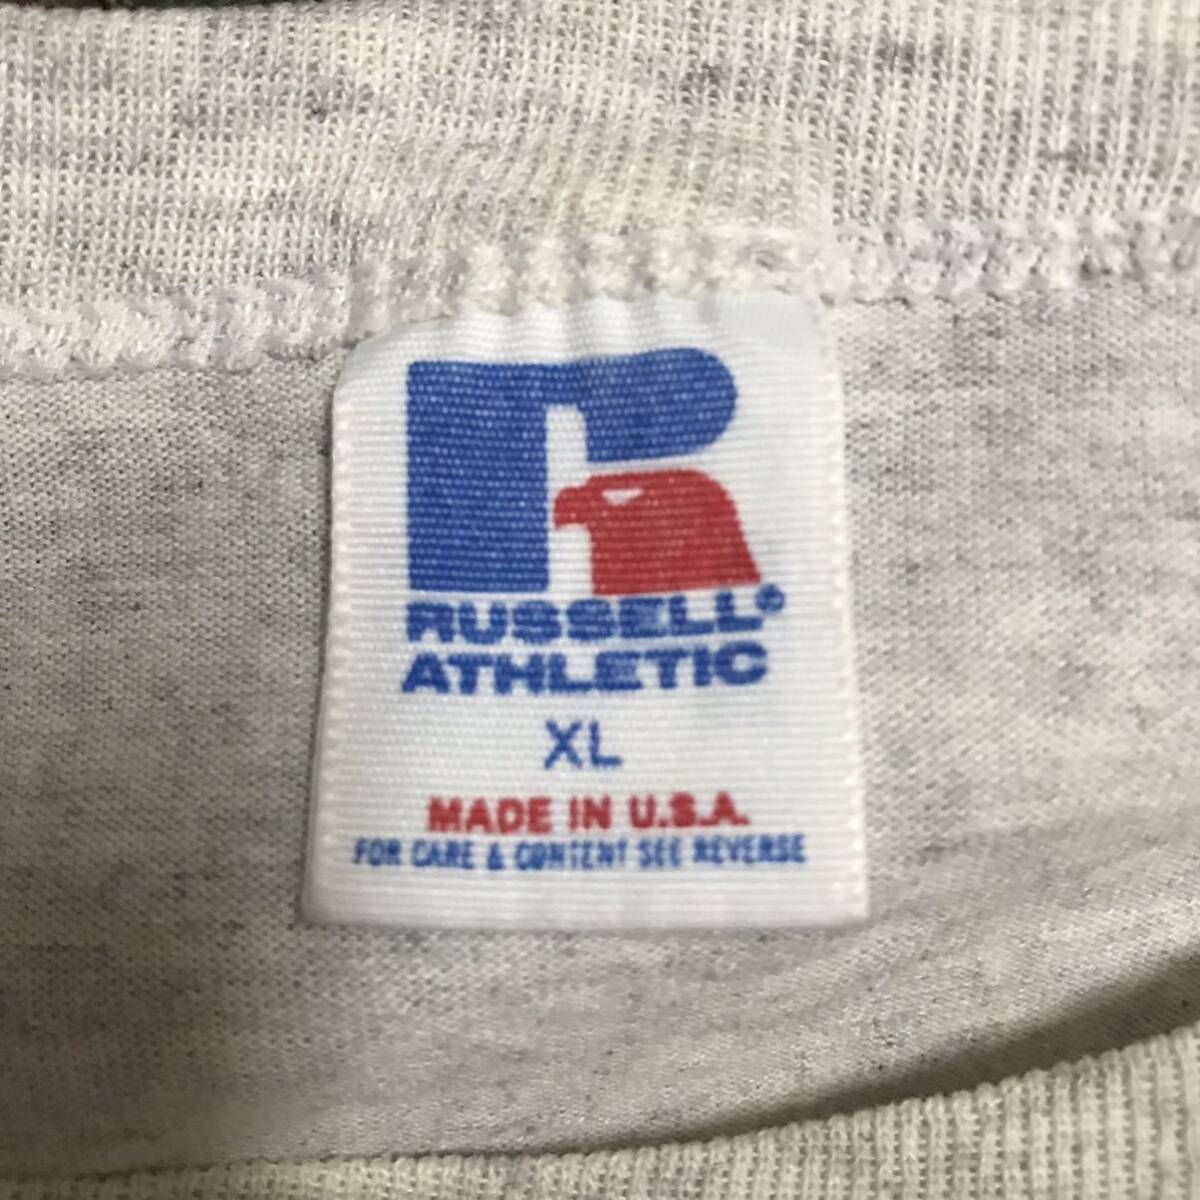 R
RUSSELL®
ATHLETIC
XL
MADE IN U.S.A.
FOR CARE & CONTENT SEE REVERSE